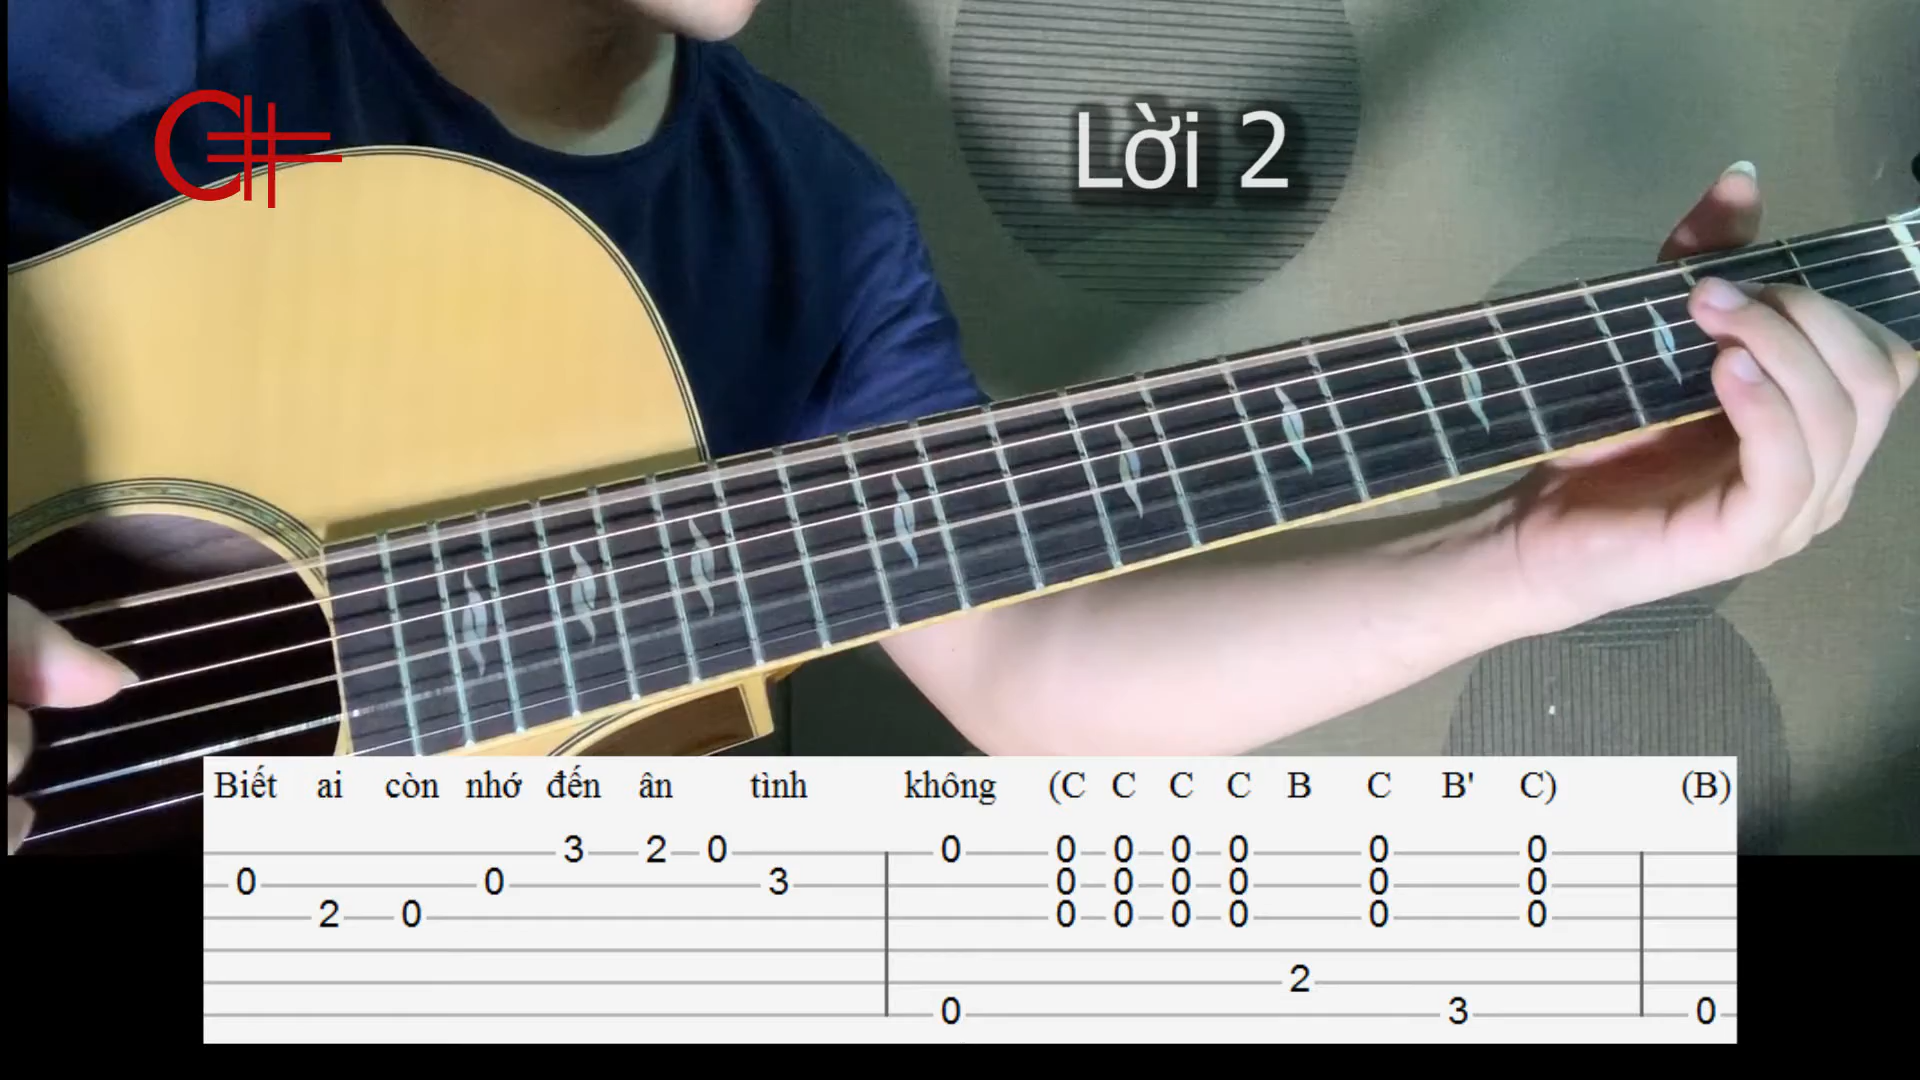 Lời 2
Biết ai còn nhớ đến ân tình không (C C C C B C B' C) (B)
3 2 0 0 0 0 0 0 0 0
0 0 3 0 0 0 0 0 0
2 0 0 0 0 0 0 0
2
0 3 0